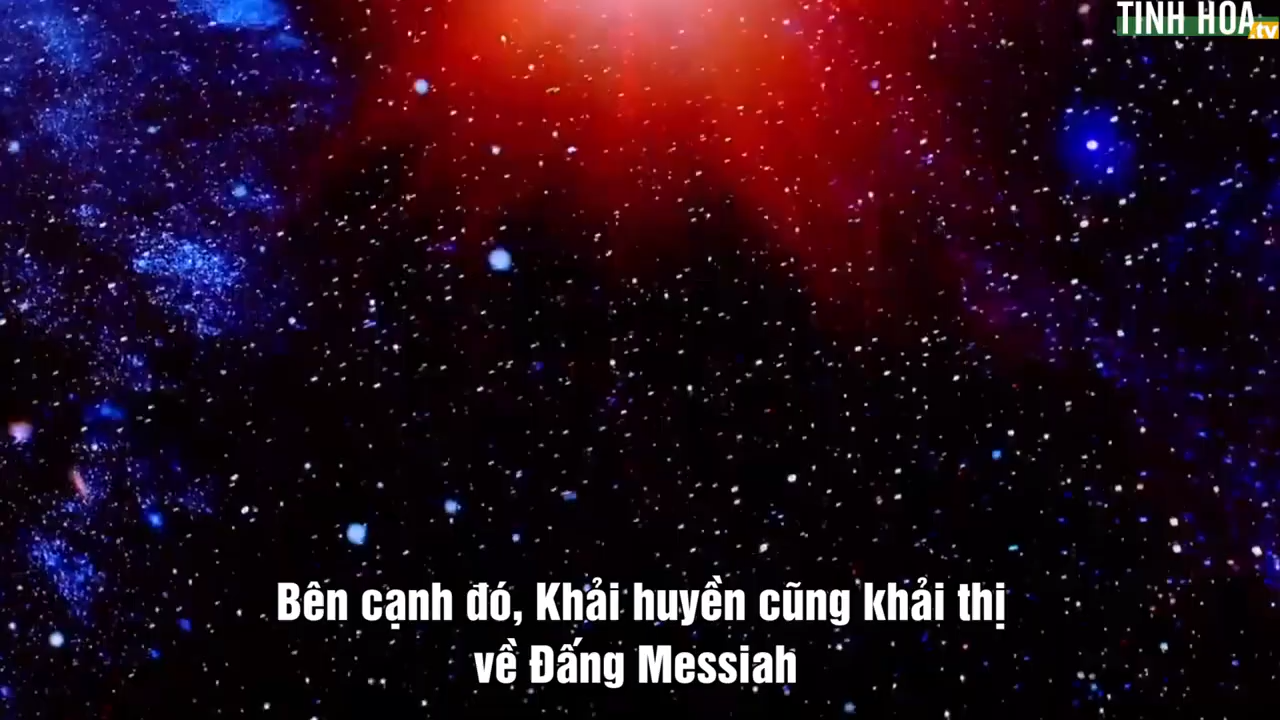 TINH HOA.tv
Bên cạnh đó, Khải huyền cũng khải thị
về Đấng Messiah